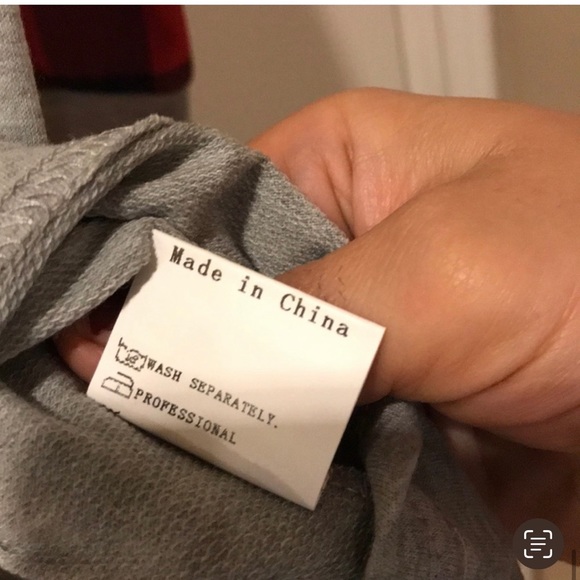 Made in China
WASH SEPARATELY.
PROFESSIONAL